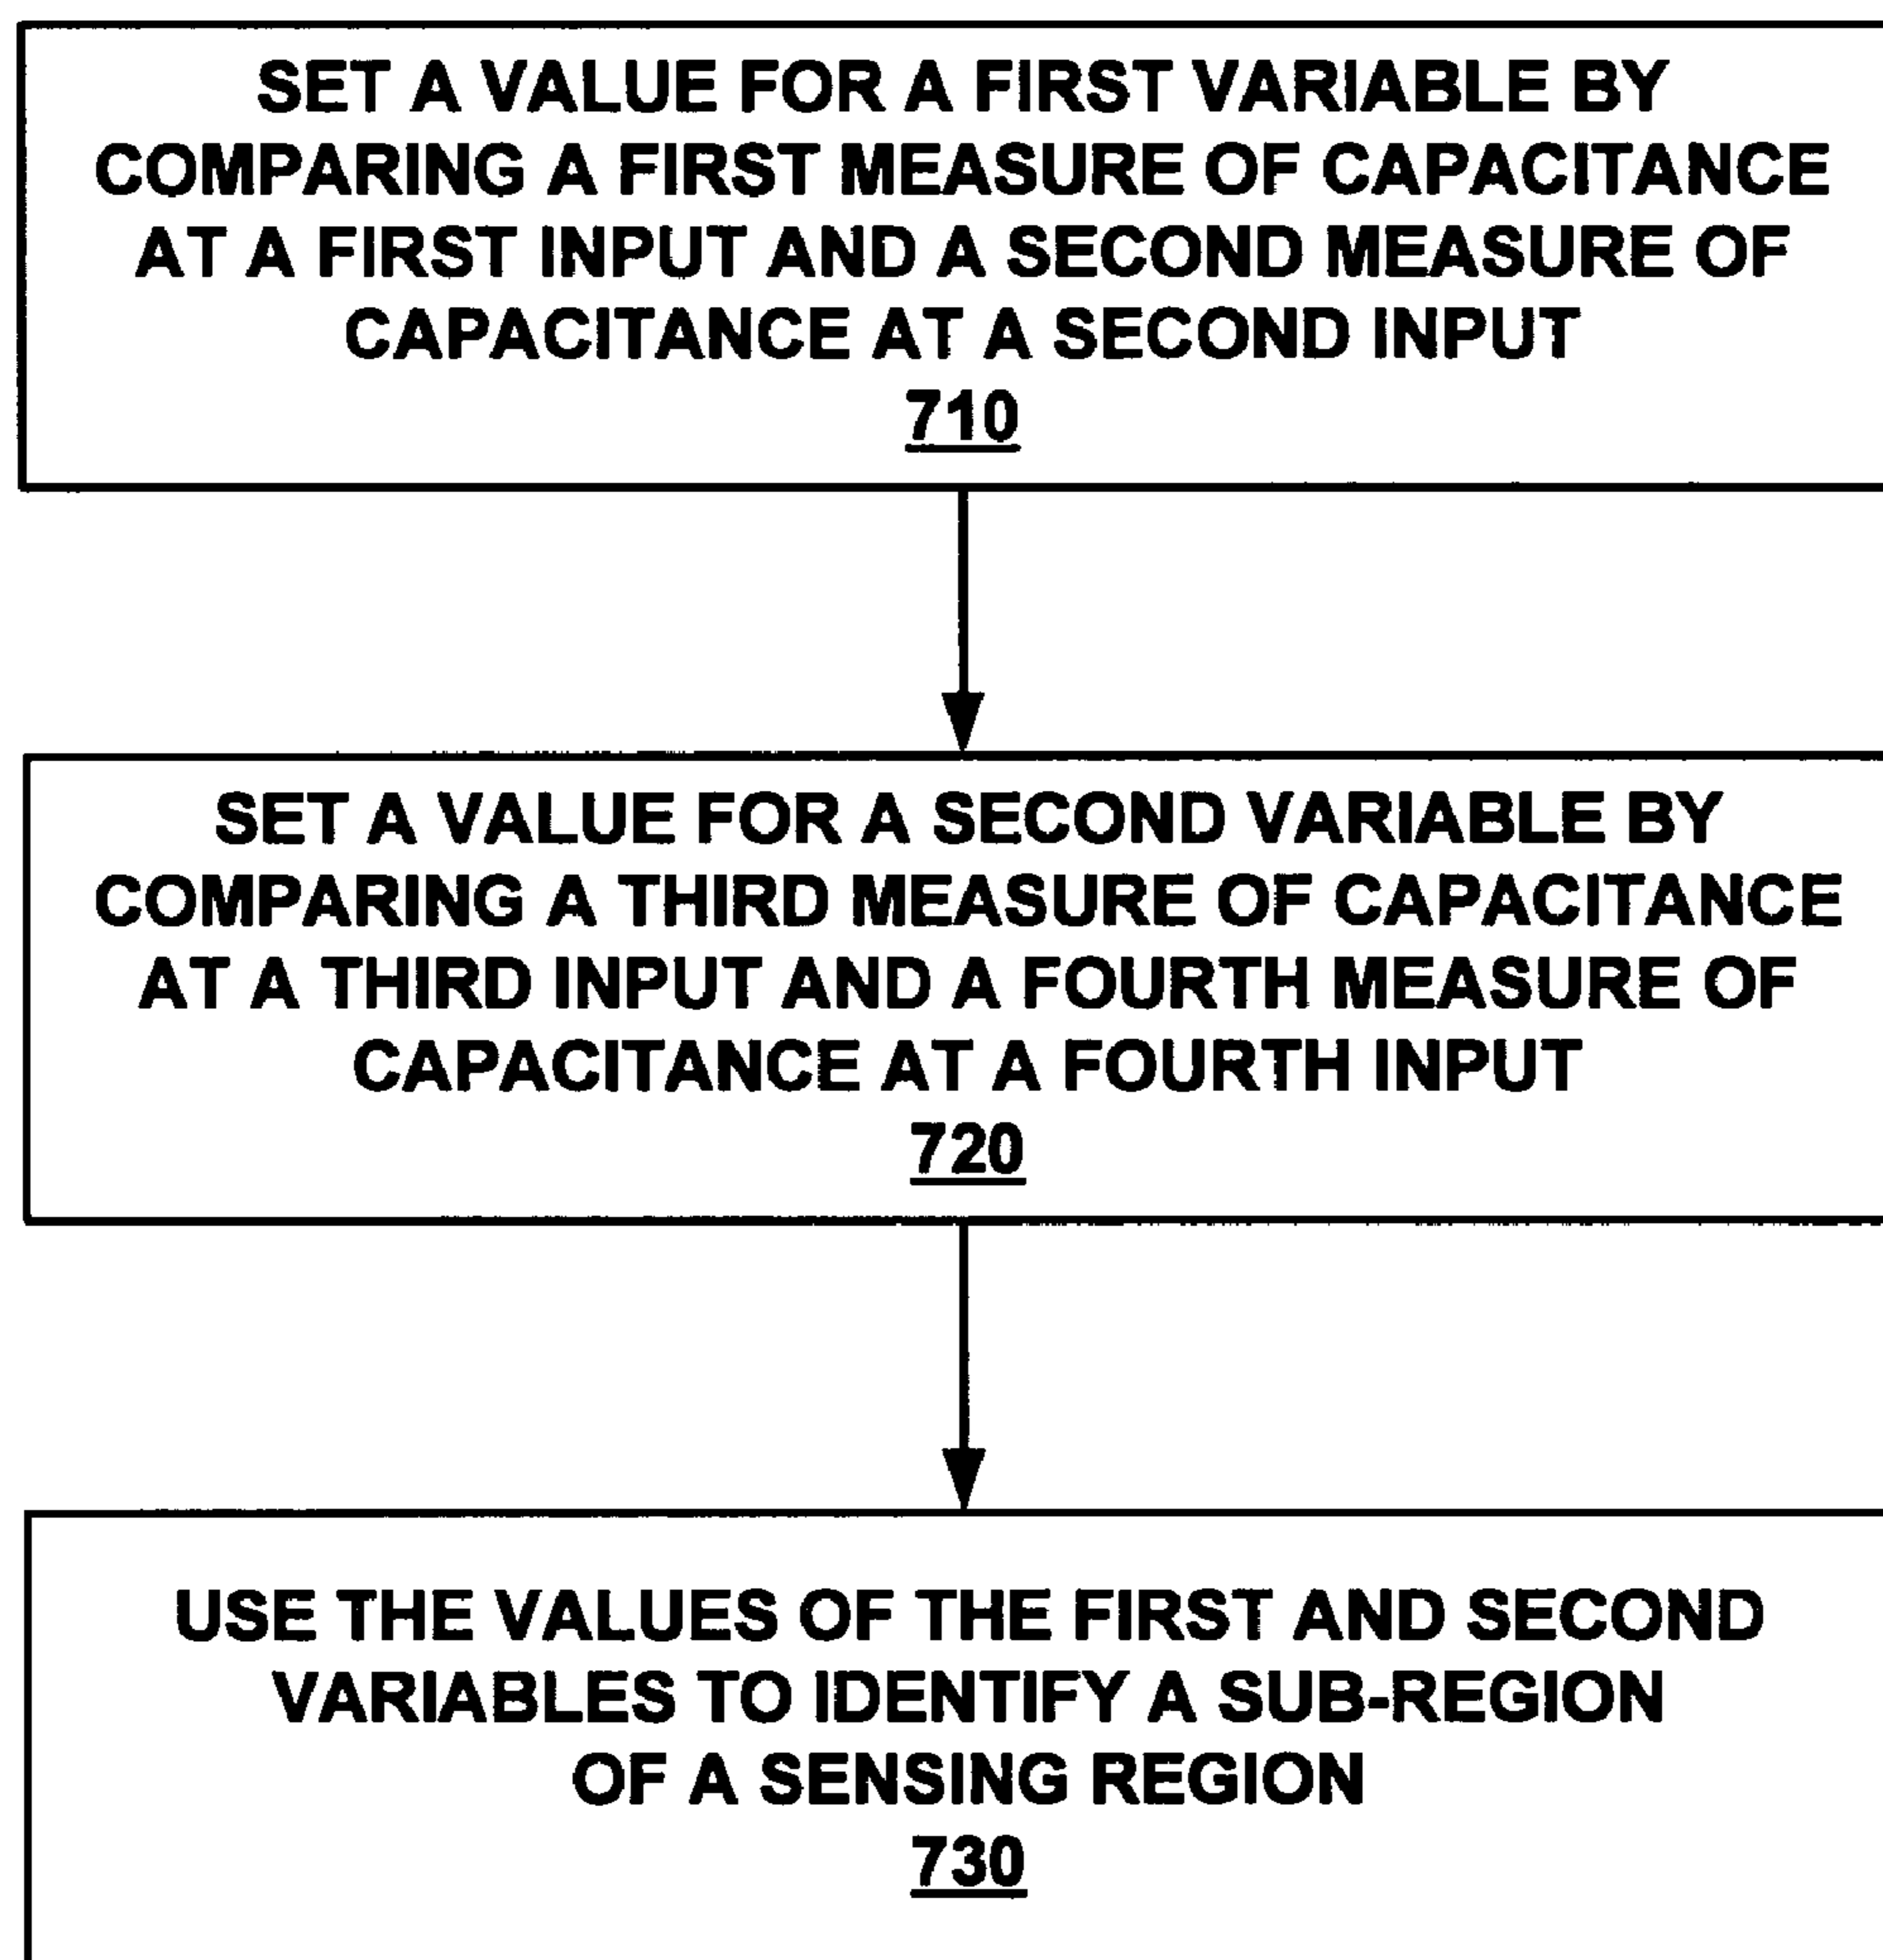 SET A VALUE FOR A FIRST VARIABLE BY
COMPARING A FIRST MEASURE OF CAPACITANCE
AT A FIRST INPUT AND A SECOND MEASURE OF
CAPACITANCE AT A SECOND INPUT
710
SET A VALUE FOR A SECOND VARIABLE BY
COMPARING A THIRD MEASURE OF CAPACITANCE
AT A THIRD INPUT AND A FOURTH MEASURE OF
CAPACITANCE AT A FOURTH INPUT
720
USE THE VALUES OF THE FIRST AND SECOND
VARIABLES TO IDENTIFY A SUB-REGION
OF A SENSING REGION
730